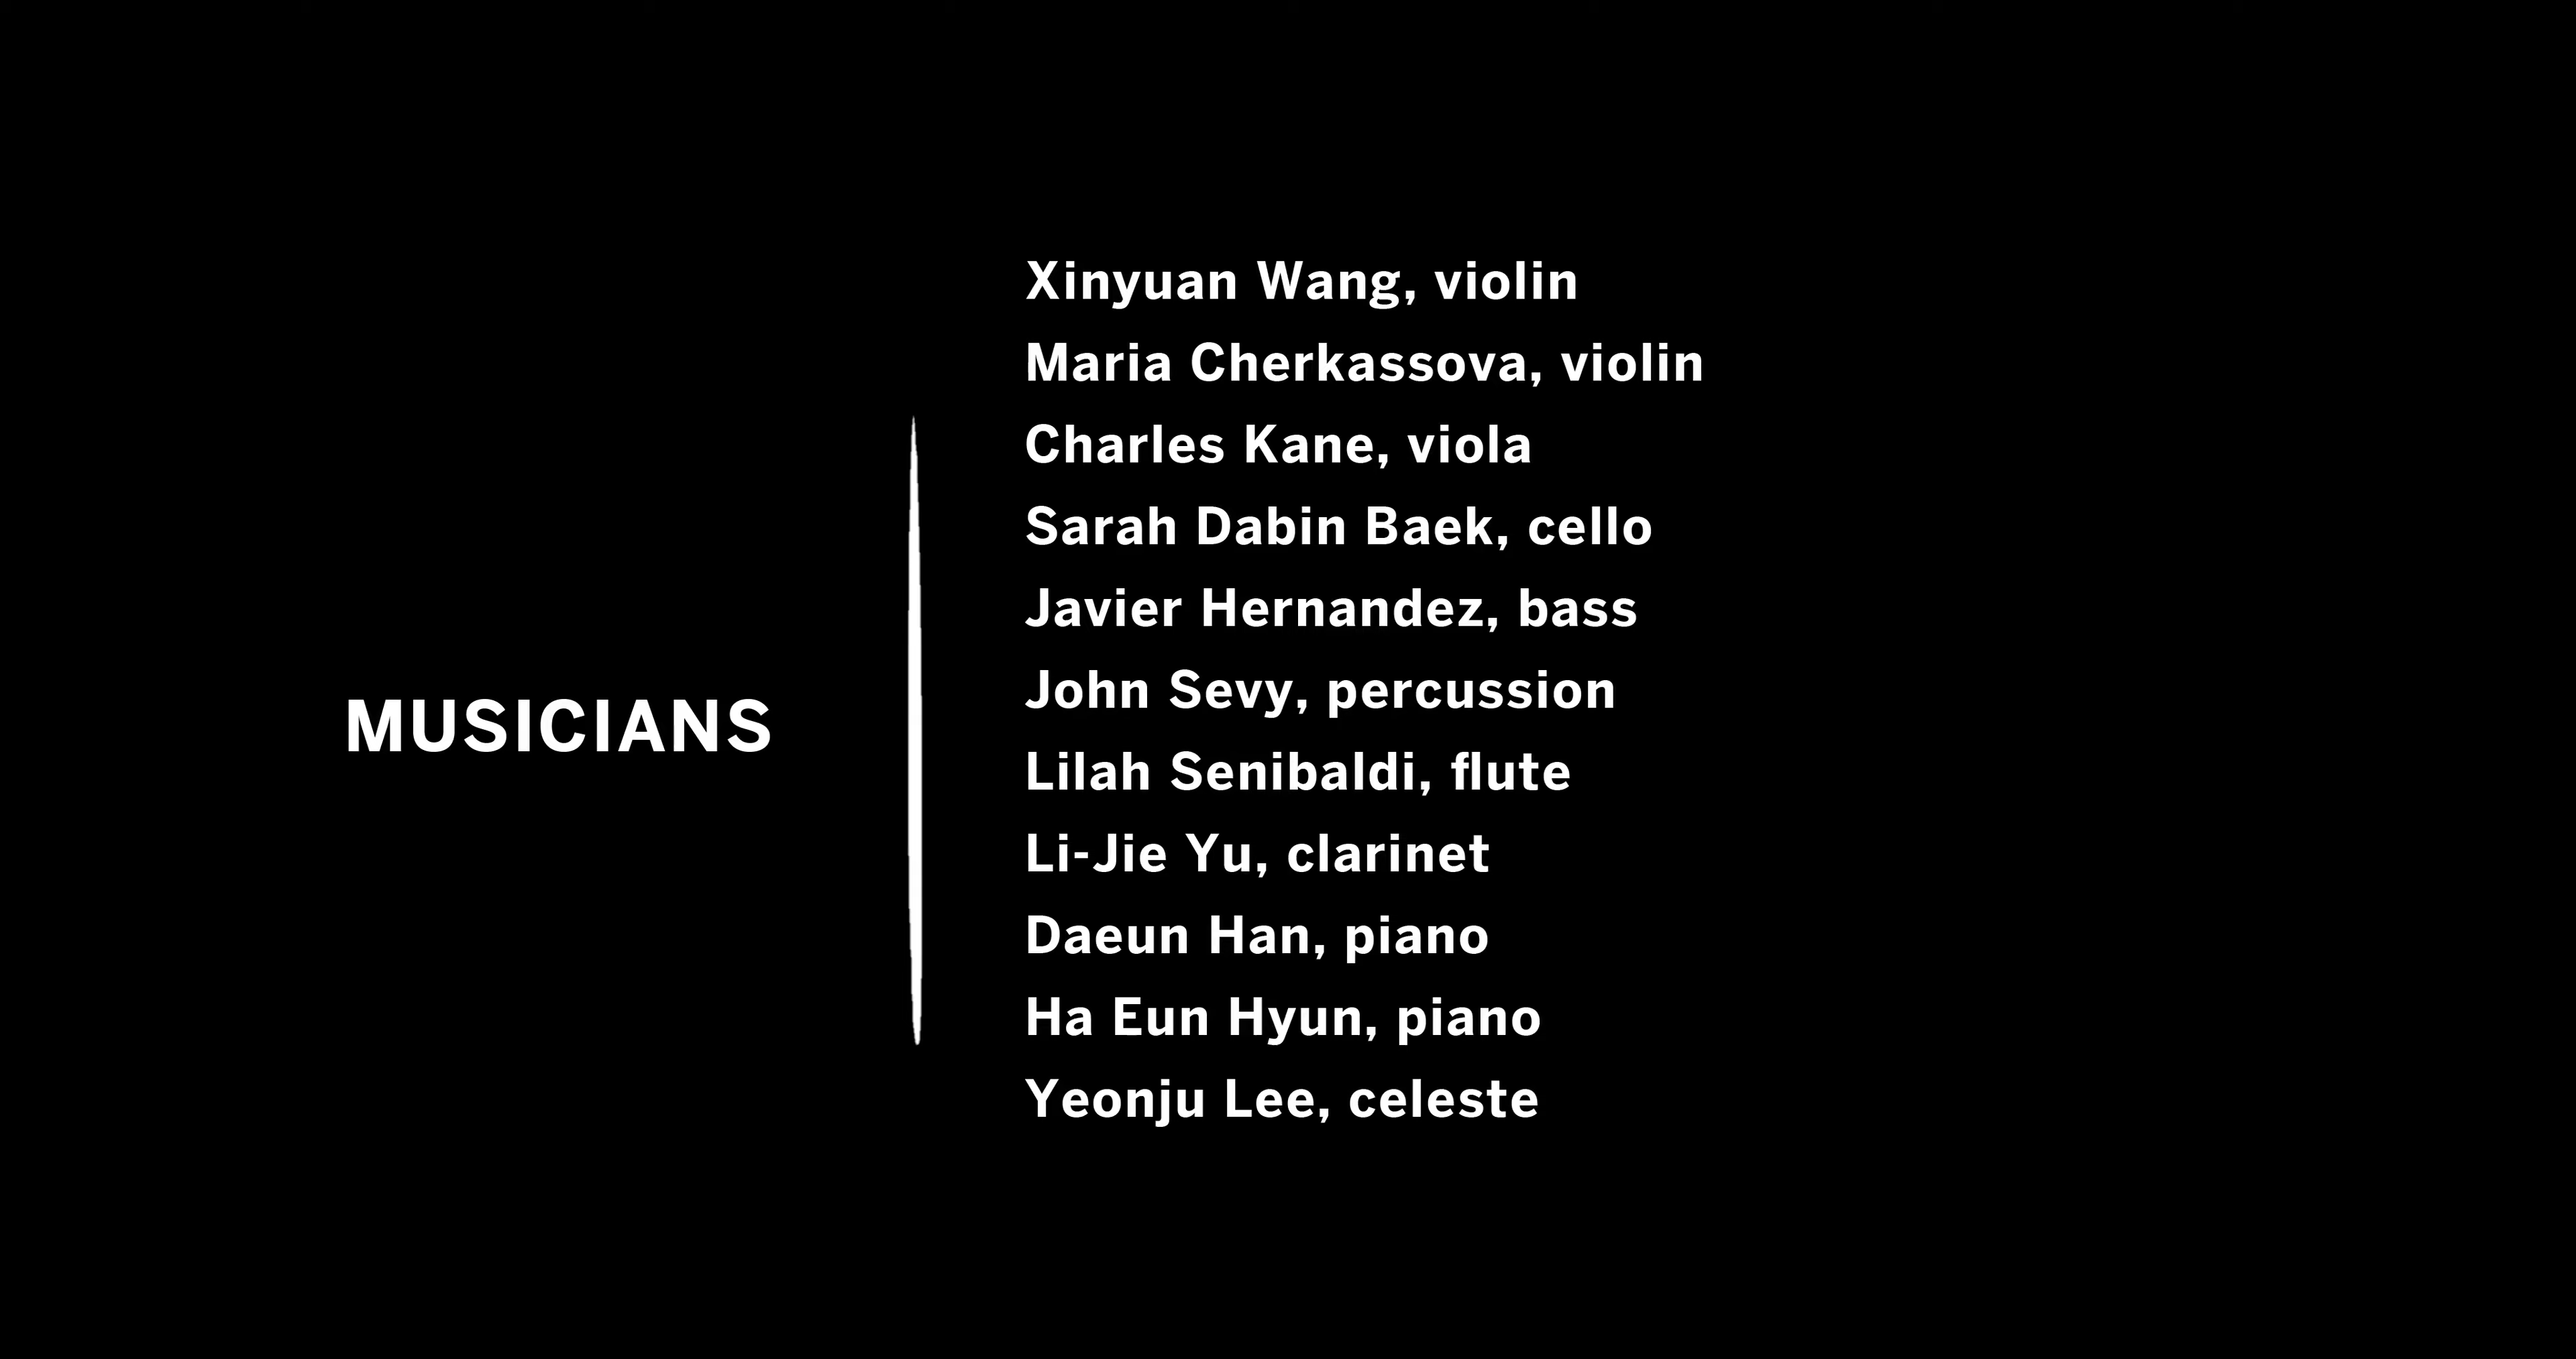 MUSICIANS
Xinyuan Wang, violin
Maria Cherkassova, violin
Charles Kane, viola
Sarah Dabin Baek, cello
Javier Hernandez, bass
John Sevy, percussion
Lilah Senibaldi, flute
Li-Jie Yu, clarinet
Daeun Han, piano
Ha Eun Hyun, piano
Yeonju Lee, celeste